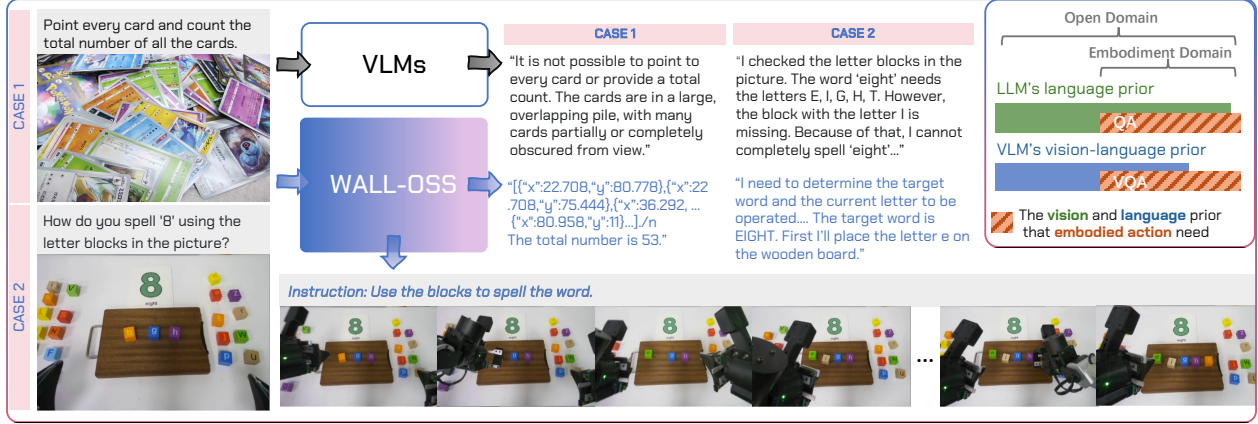 CASE 1
Point every card and count the
total number of all the cards.
VLMs
WALL-OSS
CASE 1
"It is not possible to point to
every card or provide a total
count. The cards are in a large,
overlapping pile, with many
cards partially or completely
obscured from view."
"[{"x":22.708,"y":80.778},{"x":22
.708,"y":75.444},{"x":36.292, ...
{"x":80.958,"y":11}...]./n
The total number is 53."
CASE 2
"I checked the letter blocks in the
picture. The word 'eight' needs
the letters E, I, G, H, T. However,
the block with the letter I is
missing. Because of that, I cannot
completely spell 'eight'..."
"I need to determine the target
word and the current letter to be
operated.... The target word is
EIGHT. First I'll place the letter e on
the wooden board."
Open Domain
Embodiment Domain
LLM's language prior
QA
VLM's vision-language prior
VQA
The vision and language prior
that embodied action need
CASE 2
How do you spell '8' using the
letter blocks in the picture?
8
eight
Instruction: Use the blocks to spell the word.
8
8
8
8
...
8
8